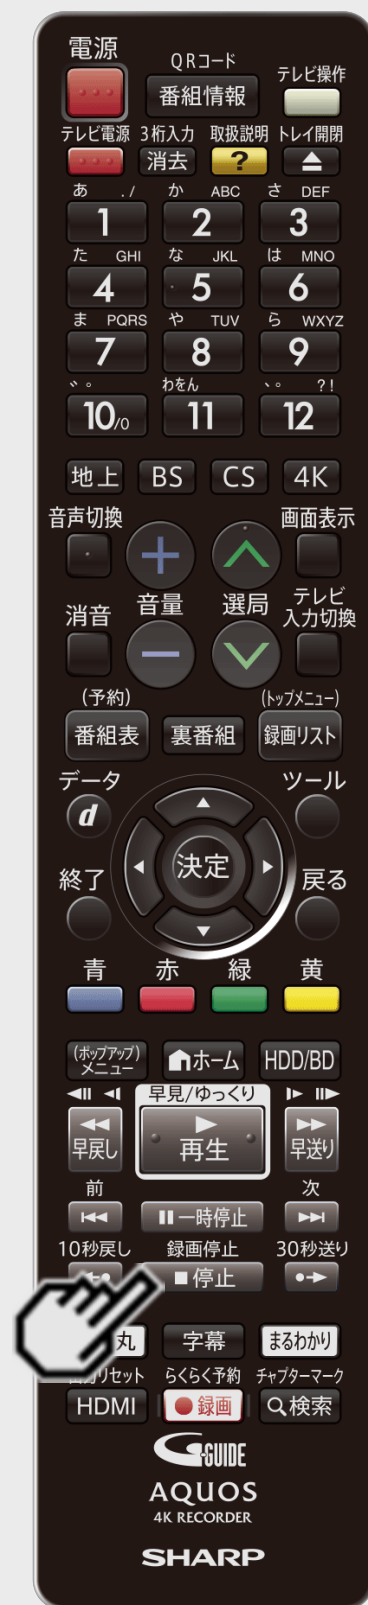 電源
QRコード
テレビ操作
番組情報
テレビ電源 3桁入力 取扱説明 トレイ開閉
消去 ?
あ ./ か ABC さ DEF
1 2 3
た GHI な JKL は MNO
4 5 6
ま PQRS や TUV ら WXYZ
7 8 9
゛゜ わをん 、。 ?!
10/0 11 12
地上 BS CS 4K
音声切換 画面表示
音量 選局
消音 テレビ入力切換
(予約) (トップメニュー)
番組表 裏番組 録画リスト
データ ツール
d
決定
終了 戻る
青 赤 緑 黄
(ポップアップ)メニュー ホーム HDD/BD
早見/ゆっくり
早戻し 再生 早送り
前 次
一時停止
10秒戻し 録画停止 30秒送り
停止
丸 字幕 まるわかり
リセット らくらく予約 チャプターマーク
HDMI 録画 検索
G-GUIDE
AQUOS
4K RECORDER
SHARP